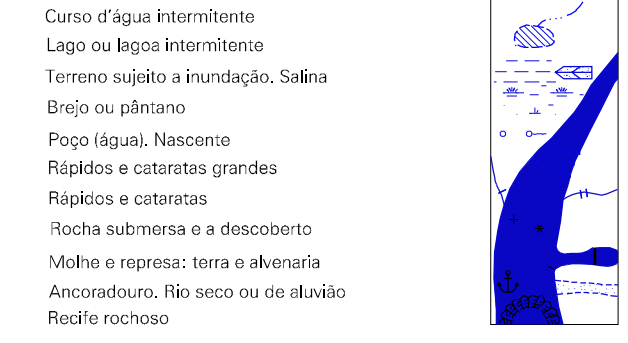 Curso d'água intermitente
Lago ou lagoa intermitente
Terreno sujeito a inundação. Salina
Brejo ou pântano
Poço (água). Nascente
Rápidos e cataratas grandes
Rápidos e cataratas
Rocha submersa e a descoberto
Molhe e represa: terra e alvenaria
Ancoradouro. Rio seco ou de aluvião
Recife rochoso